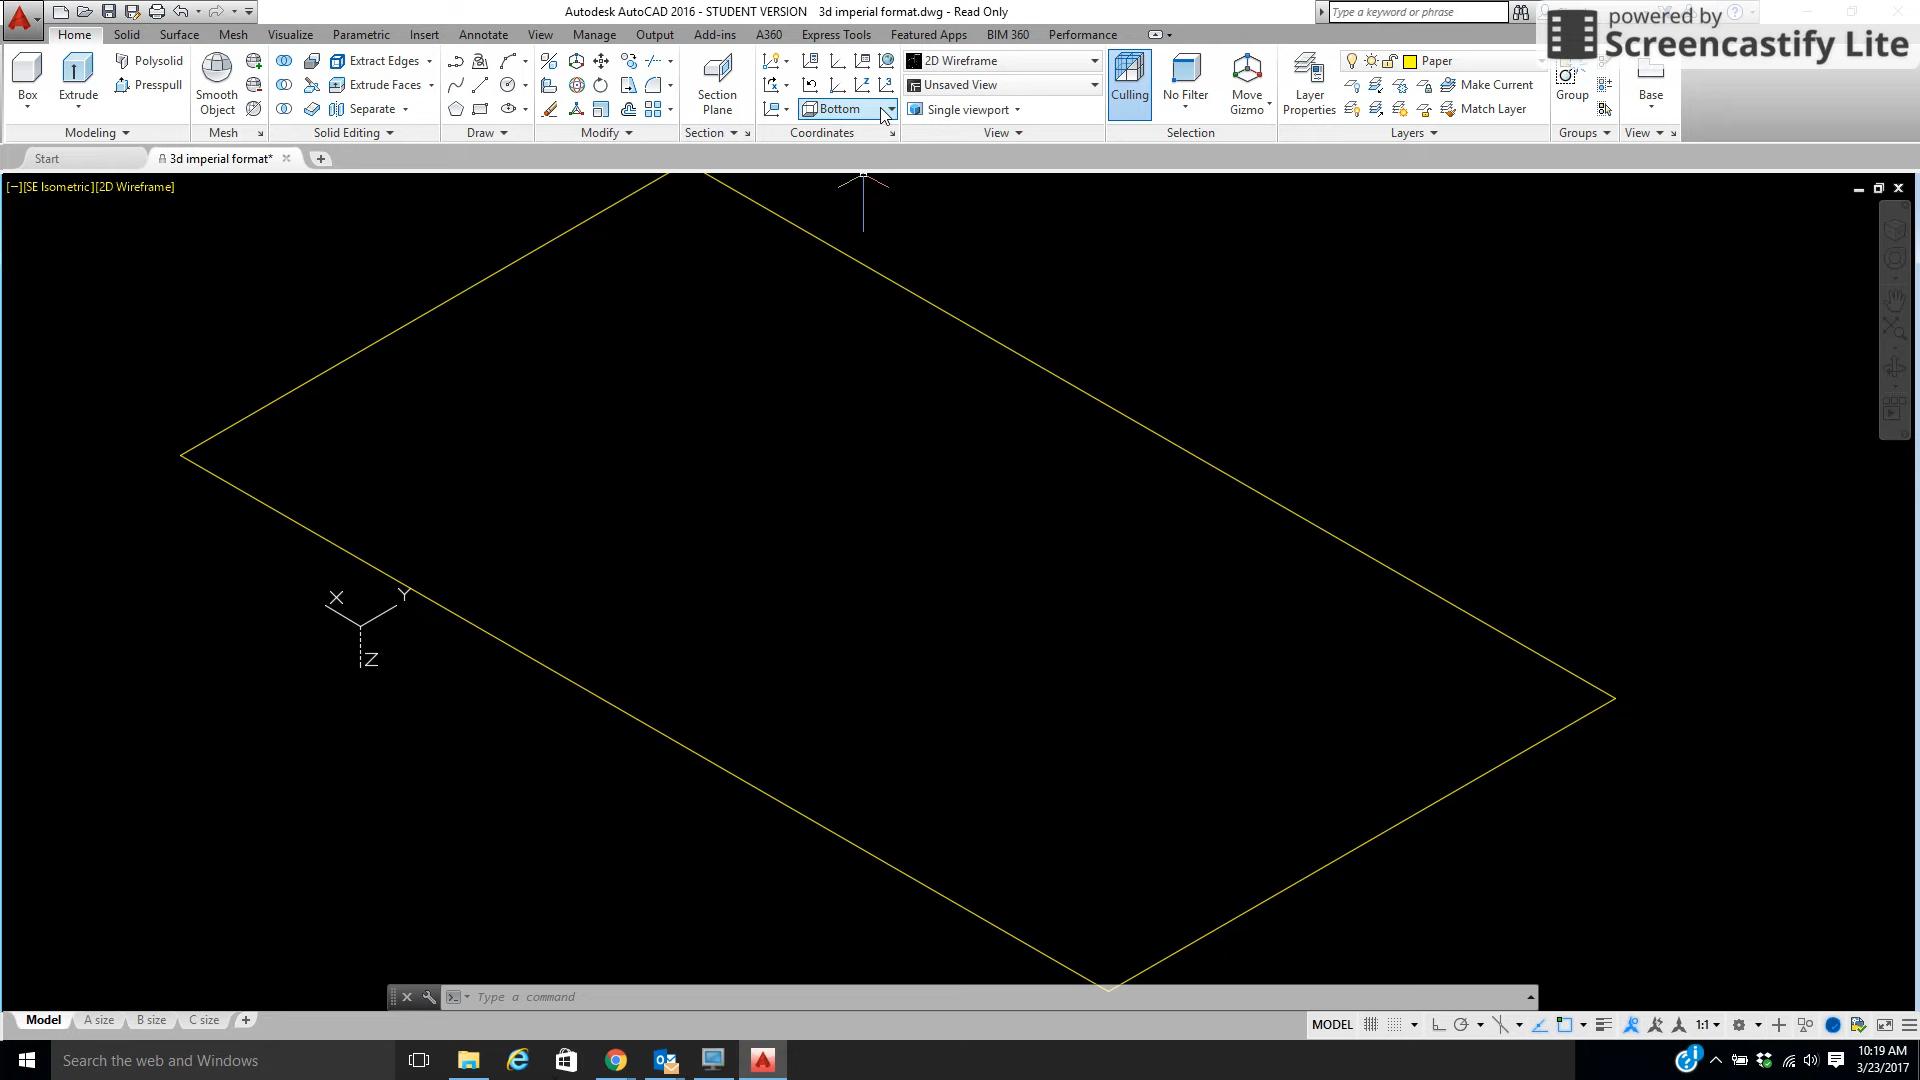 Autodesk AutoCAD 2016 - STUDENT VERSION 3d imperial format.dwg - Read Only
Type a keyword or phrase
powered by
Screencastify Lite
Home Solid Surface Mesh Visualize Parametric Insert Annotate View Manage Output Add-ins A360 Express Tools Featured Apps BIM 360 Performance
Box
Extrude
Polysolid
Presspull
Smooth Object
Extract Edges
Extrude Faces
Separate
Section Plane
Bottom
2D Wireframe
Unsaved View
Single viewport
Culling
No Filter
Move Gizmo
Layer Properties
Paper
Make Current
Match Layer
Group
Base
Modeling Mesh Solid Editing Draw Modify Section Coordinates View Selection Layers Groups View
Start 3d imperial format*
[−][SE Isometric][2D Wireframe]
X Y
Z
Type a command
Model A size B size C size
MODEL 1:1
Search the web and Windows
10:19 AM
3/23/2017